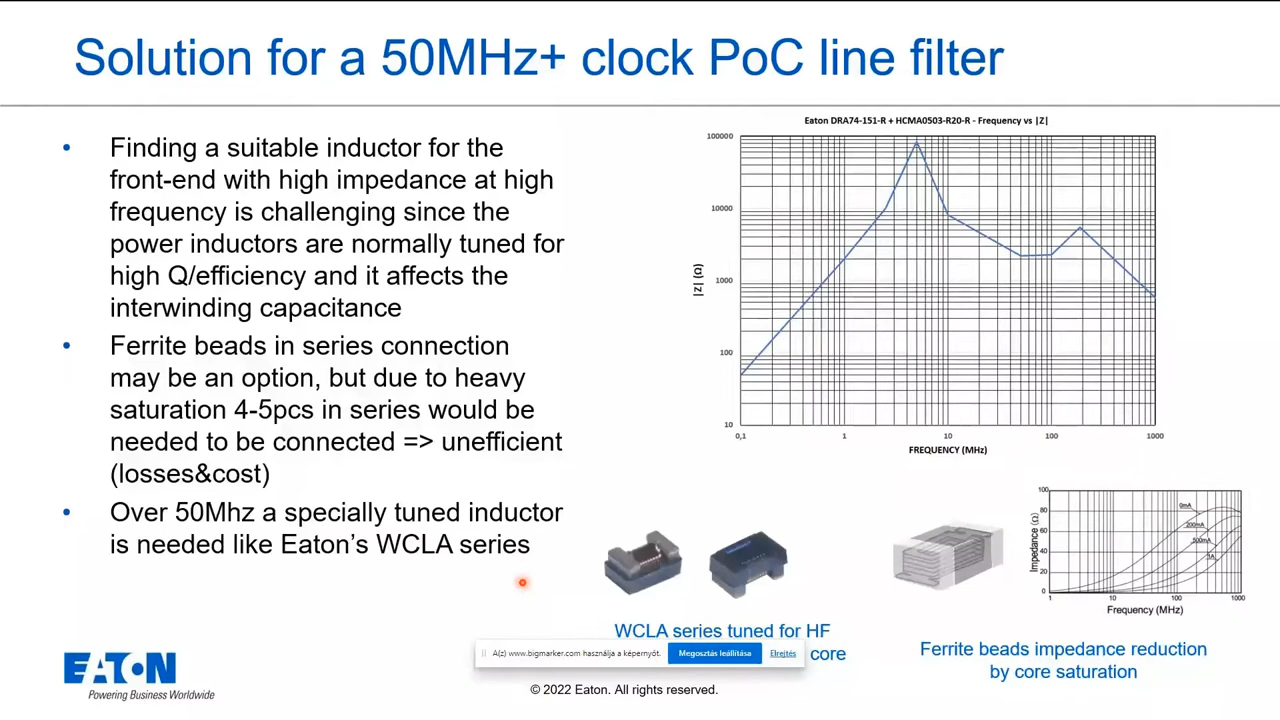 Solution for a 50MHz+ clock PoC line filter
• Finding a suitable inductor for the
front-end with high impedance at high
frequency is challenging since the
power inductors are normally tuned for
high Q/efficiency and it affects the
interwinding capacitance
• Ferrite beads in series connection
may be an option, but due to heavy
saturation 4-5pcs in series would be
needed to be connected => unefficient
(losses&cost)
• Over 50Mhz a specially tuned inductor
is needed like Eaton’s WCLA series
Eaton DRA74-151-R + HCMA0503-R20-R - Frequency vs |Z|
100000
10000
1000
100
10
|Z| (Ω)
0,1 1 10 100 1000
FREQUENCY (MHz)
100
80
60
40
20
0
Impedance (Ω)
0mA
200mA
500mA
1A
1 10 100 1000
Frequency (MHz)
WCLA series tuned for HF
core
Ferrite beads impedance reduction
by core saturation
A(z) www.bigmarker.com használja a képernyőt.
Megosztás leállítása
Elrejtés
EATON
Powering Business Worldwide
© 2022 Eaton. All rights reserved.